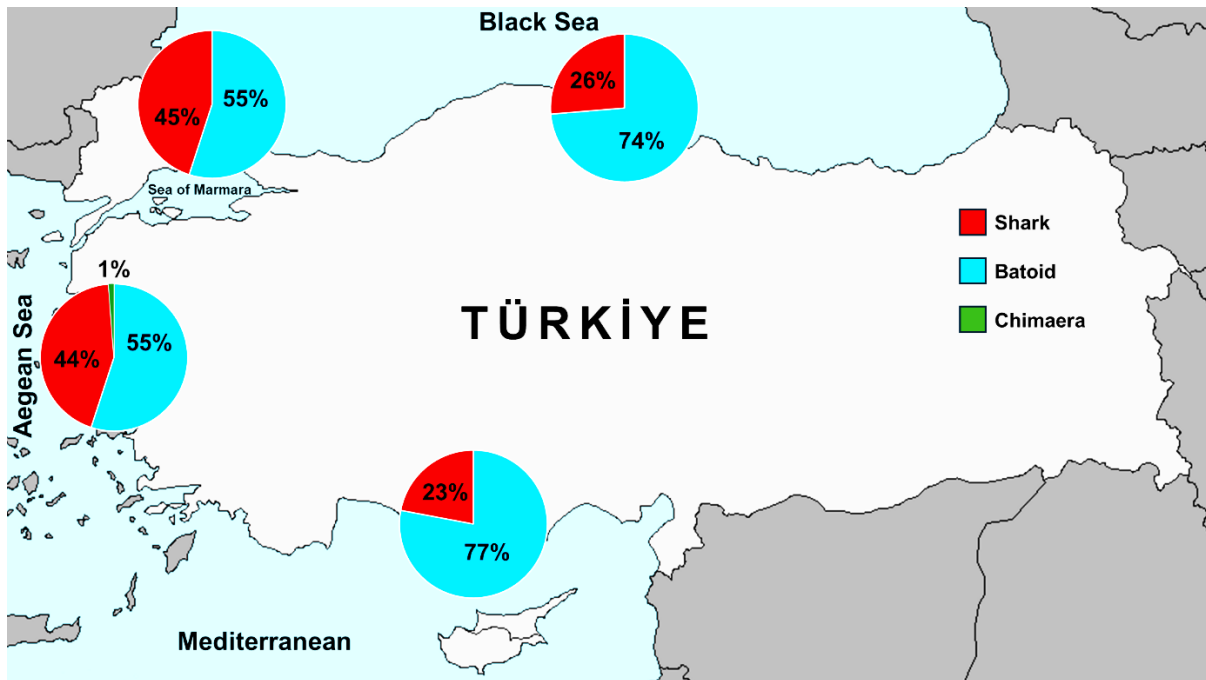 Black Sea
26%
74%
45%
55%
Sea of Marmara
Shark
Batoid
Chimaera
TÜRKİYE
1%
44%
55%
Aegean Sea
23%
77%
Mediterranean